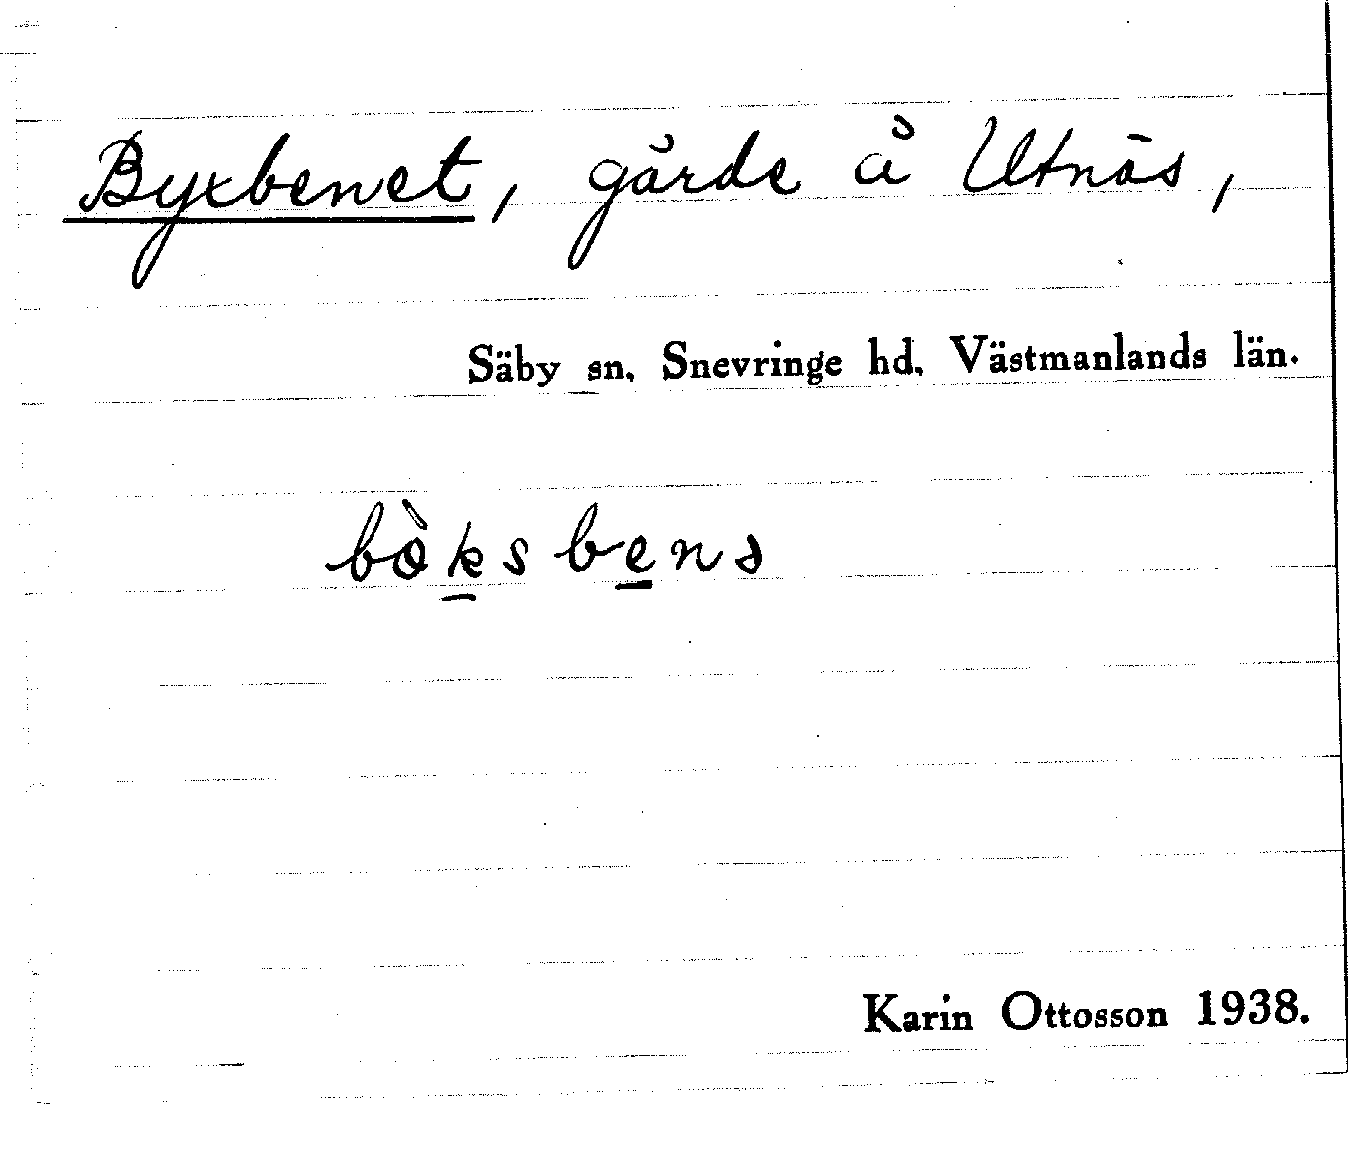 Byxbenet, gärde å Utnäs,
Säby sn. Snevringe hd. Västmanlands län.
bòksbens
Karin Ottosson 1938.